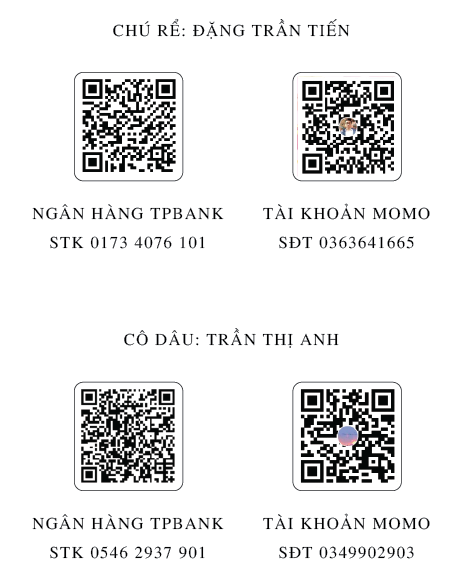 CHÚ RỂ: ĐẶNG TRẦN TIẾN
NGÂN HÀNG TPBANK
STK 0173 4076 101
TÀI KHOẢN MOMO
SĐT 0363641665
CÔ DÂU: TRẦN THỊ ANH
NGÂN HÀNG TPBANK
STK 0546 2937 901
TÀI KHOẢN MOMO
SĐT 0349902903